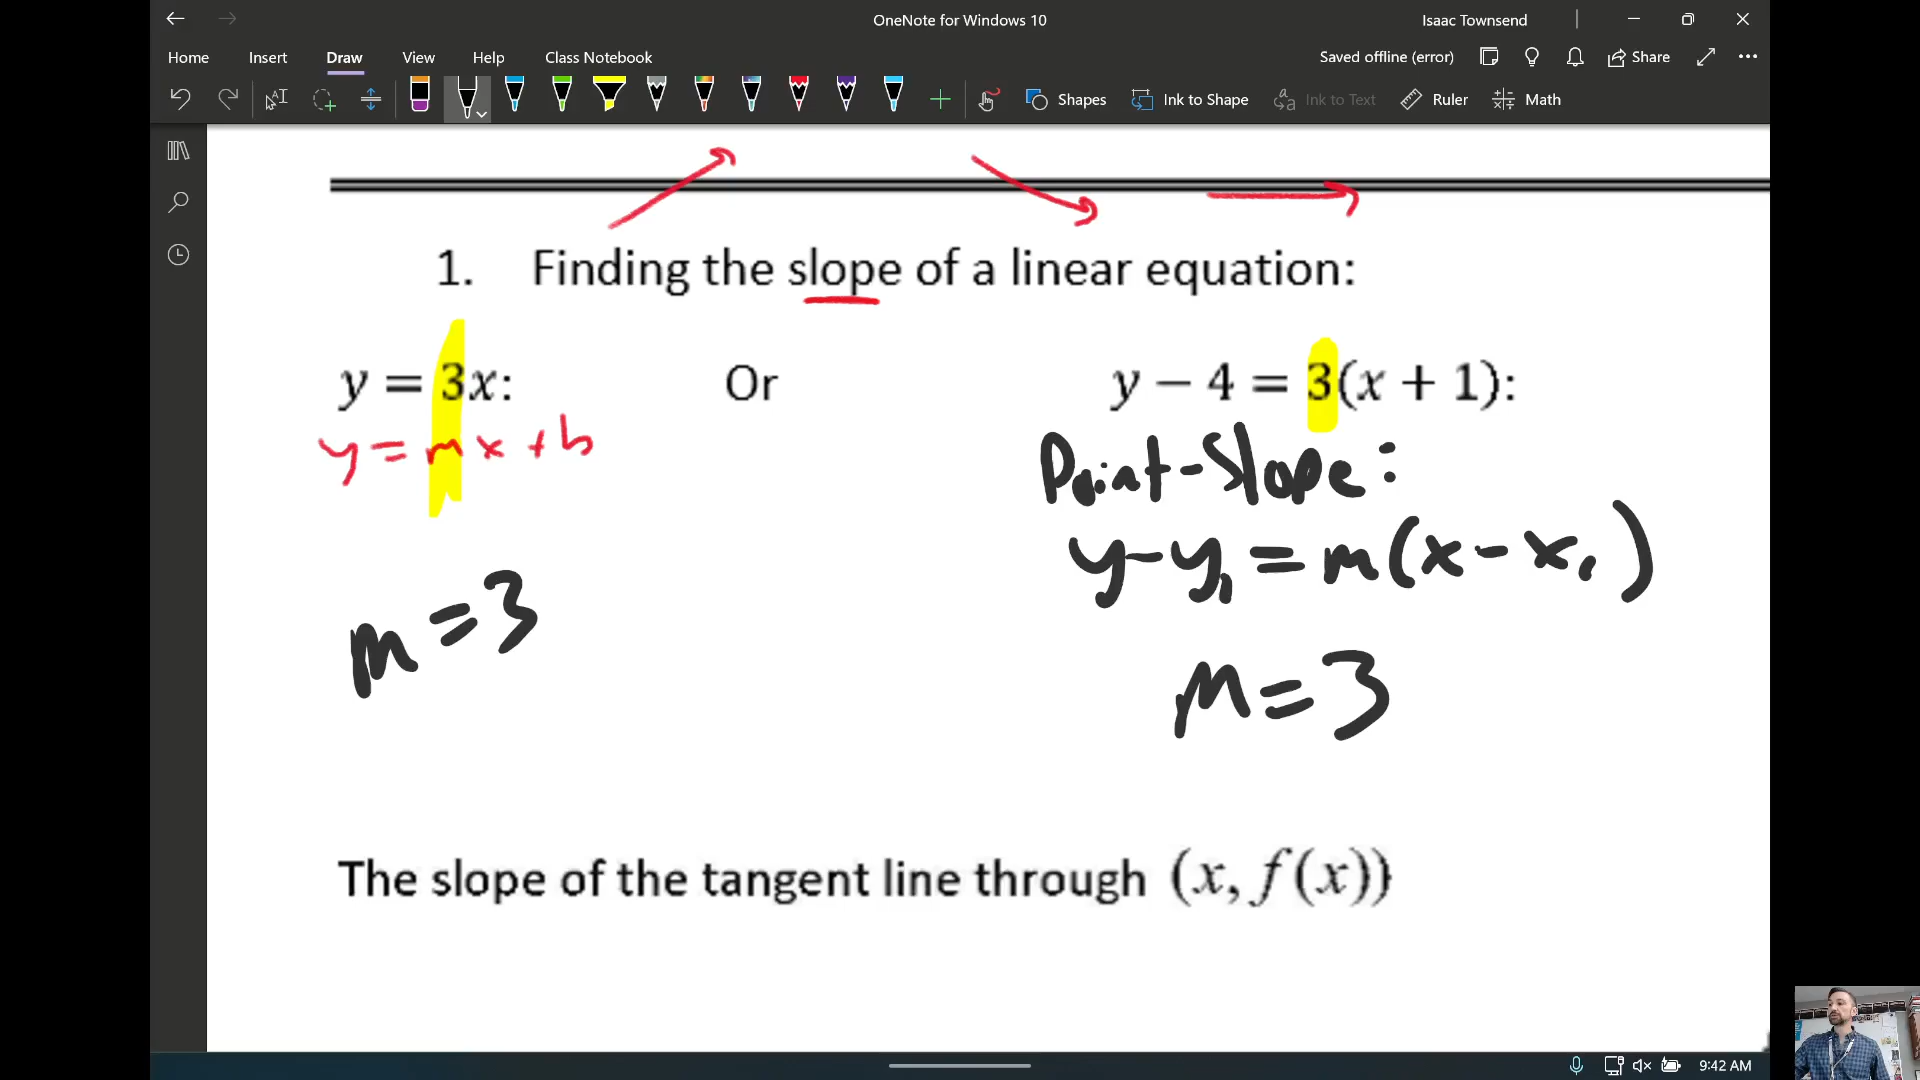 OneNote for Windows 10
Isaac Townsend
Home Insert Draw View Help Class Notebook
Saved offline (error) Share
Shapes Ink to Shape Ink to Text Ruler Math
1. Finding the slope of a linear equation:
y = 3x: Or y − 4 = 3(x + 1):
y = mx + b
Point-Slope:
y - y₁ = m(x - x₁)
m = 3
m = 3
The slope of the tangent line through (x, f(x))
9:42 AM